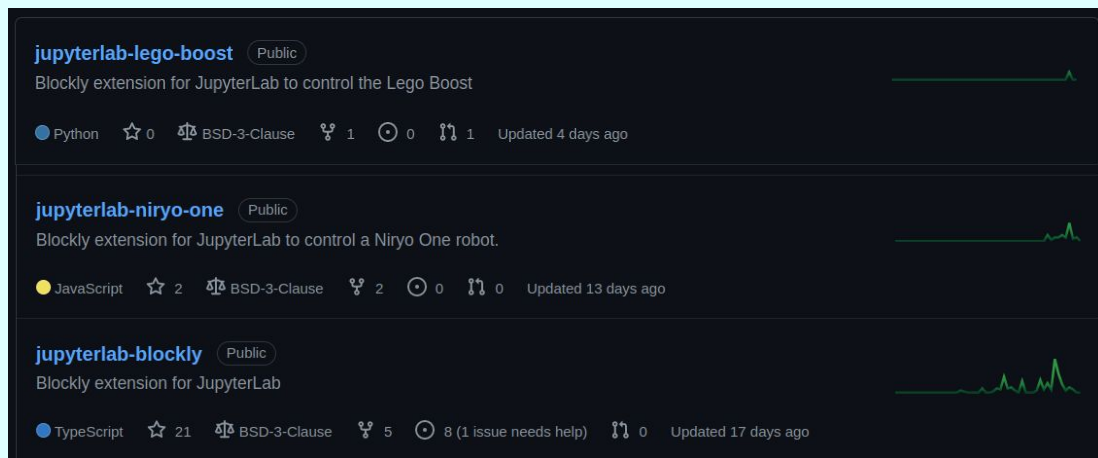 jupyterlab-lego-boost Public
Blockly extension for JupyterLab to control the Lego Boost
Python 0 BSD-3-Clause 1 0 1 Updated 4 days ago
jupyterlab-niryo-one Public
Blockly extension for JupyterLab to control a Niryo One robot.
JavaScript 2 BSD-3-Clause 2 0 0 Updated 13 days ago
jupyterlab-blockly Public
Blockly extension for JupyterLab
TypeScript 21 BSD-3-Clause 5 8 (1 issue needs help) 0 Updated 17 days ago